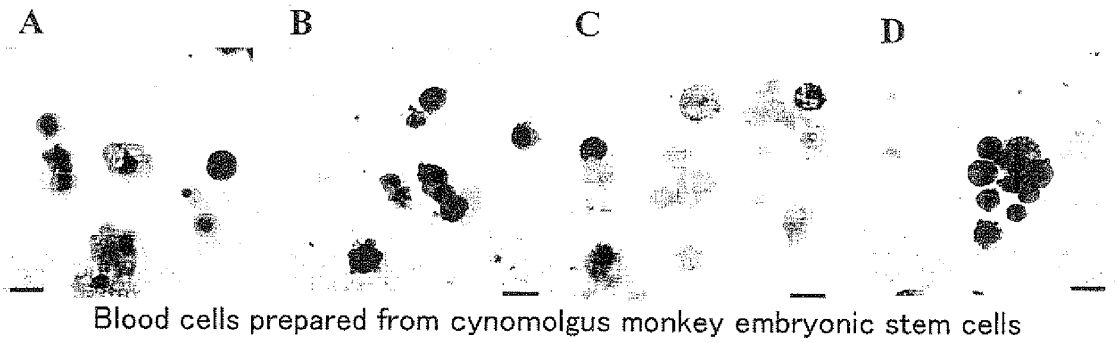 A B C D
Blood cells prepared from cynomolgus monkey embryonic stem cells